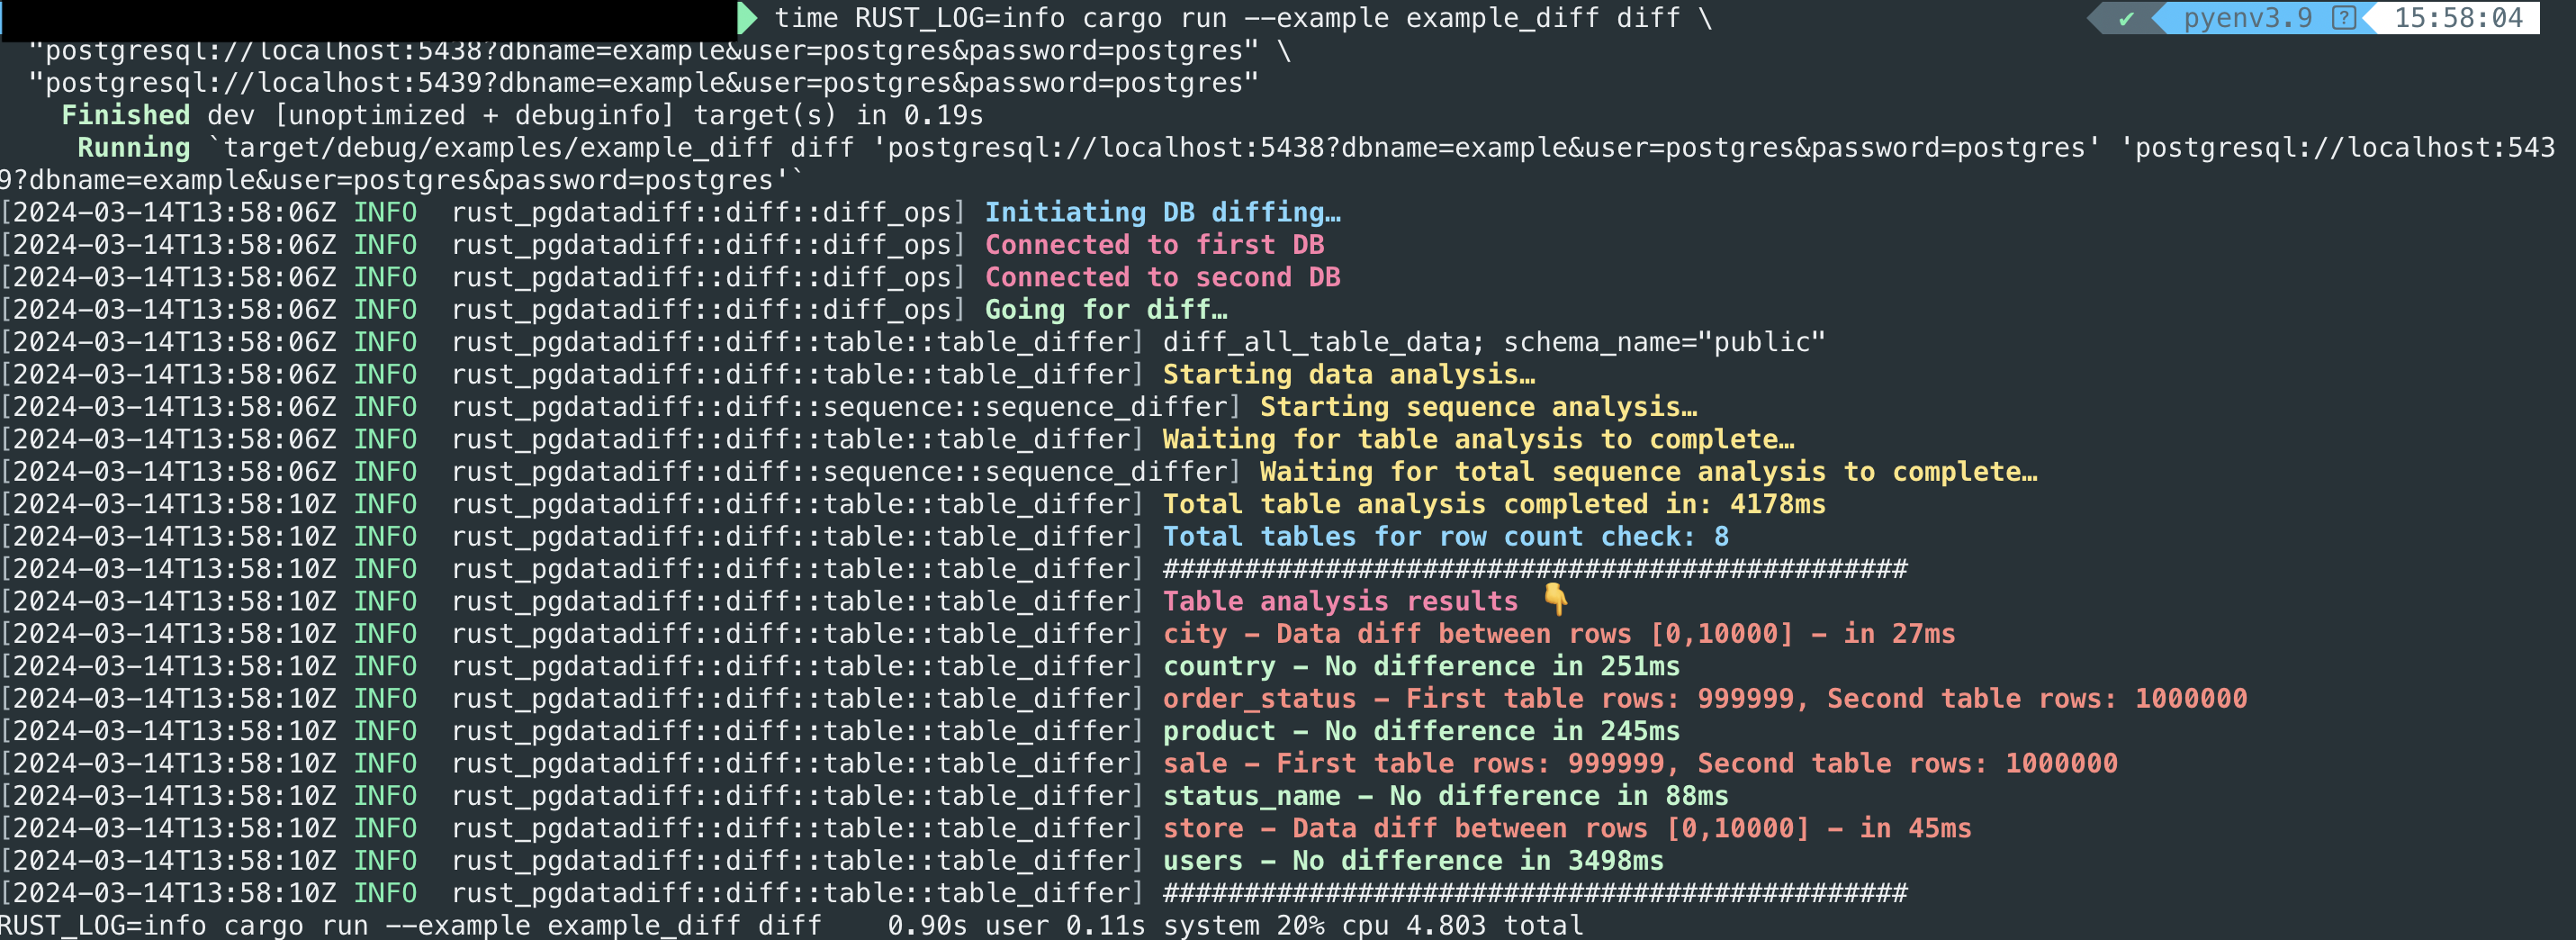 time RUST_LOG=info cargo run --example example_diff diff \ ✔ pyenv3.9 ? 15:58:04
"postgresql://localhost:5438?dbname=example&user=postgres&password=postgres" \
"postgresql://localhost:5439?dbname=example&user=postgres&password=postgres"
Finished dev [unoptimized + debuginfo] target(s) in 0.19s
Running `target/debug/examples/example_diff diff 'postgresql://localhost:5438?dbname=example&user=postgres&password=postgres' 'postgresql://localhost:543
9?dbname=example&user=postgres&password=postgres'`
[2024-03-14T13:58:06Z INFO  rust_pgdatadiff::diff::diff_ops] Initiating DB diffing…
[2024-03-14T13:58:06Z INFO  rust_pgdatadiff::diff::diff_ops] Connected to first DB
[2024-03-14T13:58:06Z INFO  rust_pgdatadiff::diff::diff_ops] Connected to second DB
[2024-03-14T13:58:06Z INFO  rust_pgdatadiff::diff::diff_ops] Going for diff…
[2024-03-14T13:58:06Z INFO  rust_pgdatadiff::diff::table::table_differ] diff_all_table_data; schema_name="public"
[2024-03-14T13:58:06Z INFO  rust_pgdatadiff::diff::table::table_differ] Starting data analysis…
[2024-03-14T13:58:06Z INFO  rust_pgdatadiff::diff::sequence::sequence_differ] Starting sequence analysis…
[2024-03-14T13:58:06Z INFO  rust_pgdatadiff::diff::table::table_differ] Waiting for table analysis to complete…
[2024-03-14T13:58:06Z INFO  rust_pgdatadiff::diff::sequence::sequence_differ] Waiting for total sequence analysis to complete…
[2024-03-14T13:58:10Z INFO  rust_pgdatadiff::diff::table::table_differ] Total table analysis completed in: 4178ms
[2024-03-14T13:58:10Z INFO  rust_pgdatadiff::diff::table::table_differ] Total tables for row count check: 8
[2024-03-14T13:58:10Z INFO  rust_pgdatadiff::diff::table::table_differ] ##############################################
[2024-03-14T13:58:10Z INFO  rust_pgdatadiff::diff::table::table_differ] Table analysis results 👇
[2024-03-14T13:58:10Z INFO  rust_pgdatadiff::diff::table::table_differ] city - Data diff between rows [0,10000] - in 27ms
[2024-03-14T13:58:10Z INFO  rust_pgdatadiff::diff::table::table_differ] country - No difference in 251ms
[2024-03-14T13:58:10Z INFO  rust_pgdatadiff::diff::table::table_differ] order_status - First table rows: 999999, Second table rows: 1000000
[2024-03-14T13:58:10Z INFO  rust_pgdatadiff::diff::table::table_differ] product - No difference in 245ms
[2024-03-14T13:58:10Z INFO  rust_pgdatadiff::diff::table::table_differ] sale - First table rows: 999999, Second table rows: 1000000
[2024-03-14T13:58:10Z INFO  rust_pgdatadiff::diff::table::table_differ] status_name - No difference in 88ms
[2024-03-14T13:58:10Z INFO  rust_pgdatadiff::diff::table::table_differ] store - Data diff between rows [0,10000] - in 45ms
[2024-03-14T13:58:10Z INFO  rust_pgdatadiff::diff::table::table_differ] users - No difference in 3498ms
[2024-03-14T13:58:10Z INFO  rust_pgdatadiff::diff::table::table_differ] ##############################################
RUST_LOG=info cargo run --example example_diff diff    0.90s user 0.11s system 20% cpu 4.803 total